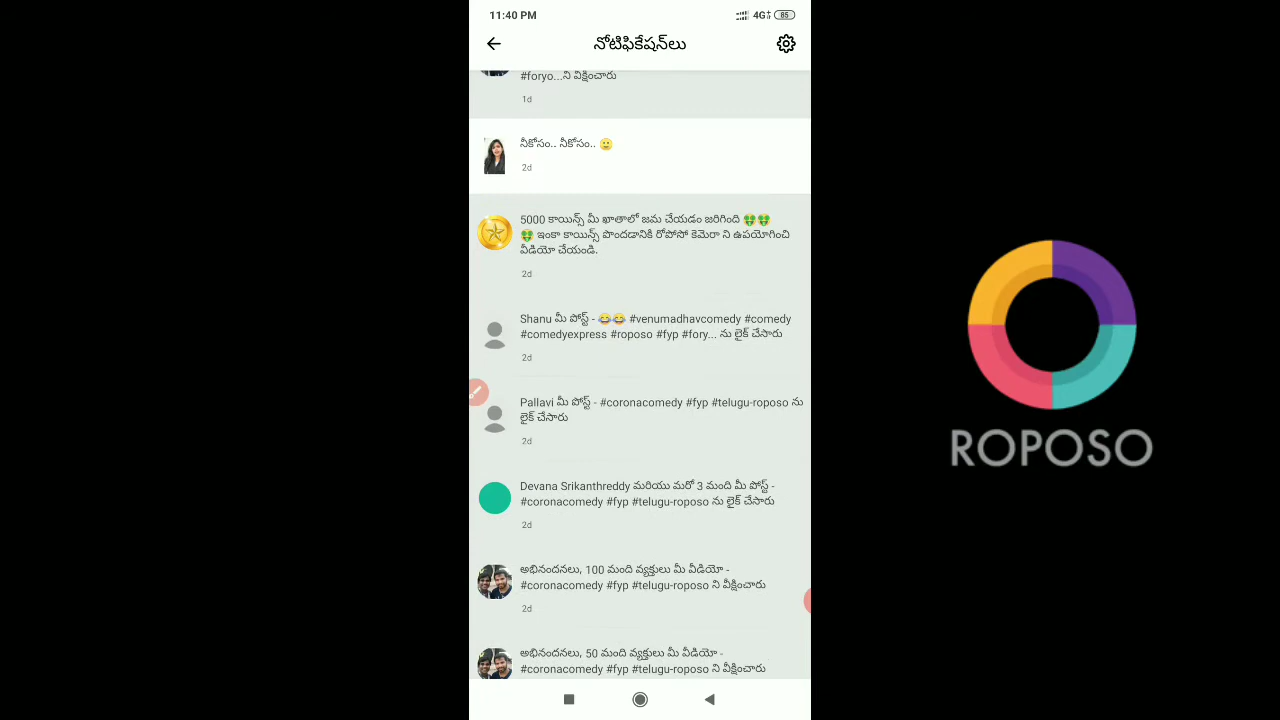 11:40 PM
4G+
85
నోటిఫికేషన్‌లు
#foryo...ని వీక్షించారు
1d
నీకోసం.. నీకోసం.. 🙂
2d
5000 కాయిన్స్ మీ ఖాతాలో జమ చేయడం జరిగింది 🤑🤑
🤑 ఇంకా కాయిన్స్ పొందడానికి రోపోసో కెమెరా ని ఉపయోగించి
వీడియో చేయండి.
2d
Shanu మీ పోస్ట్ - 😂😂 #venumadhavcomedy #comedy
#comedyexpress #roposo #fyp #fory... ను లైక్ చేసారు
2d
Pallavi మీ పోస్ట్ - #coronacomedy #fyp #telugu-roposo ను
లైక్ చేసారు
2d
Devana Srikanthreddy మరియు మరో 3 మంది మీ పోస్ట్ -
#coronacomedy #fyp #telugu-roposo ను లైక్ చేసారు
2d
అభినందనలు, 100 మంది వ్యక్తులు మీ వీడియో -
#coronacomedy #fyp #telugu-roposo ని వీక్షించారు
2d
అభినందనలు, 50 మంది వ్యక్తులు మీ వీడియో -
#coronacomedy #fyp #telugu-roposo ని వీక్షించారు
ROPOSO